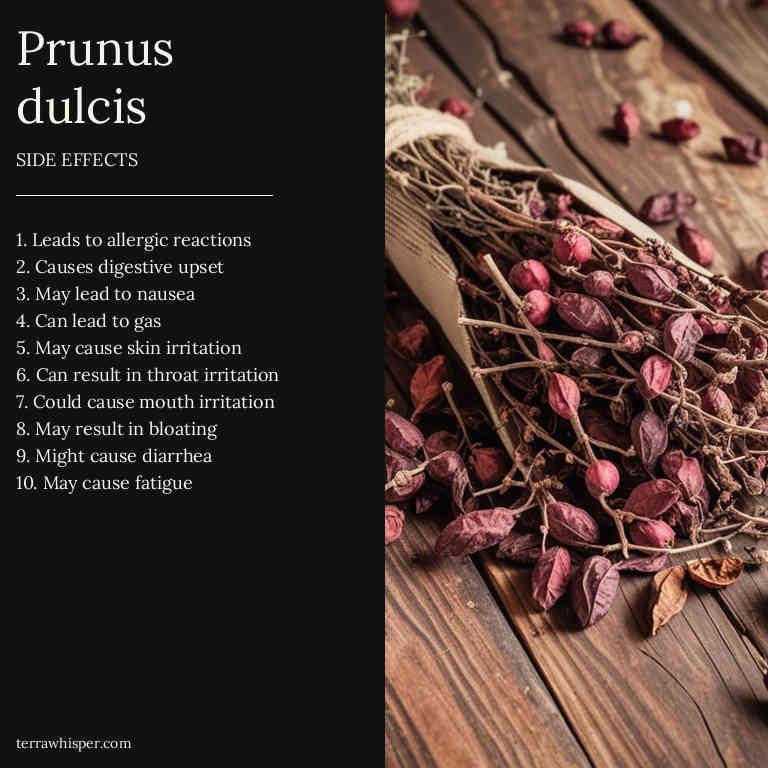 Prunus
dulcis
SIDE EFFECTS
1. Leads to allergic reactions
2. Causes digestive upset
3. May lead to nausea
4. Can lead to gas
5. May cause skin irritation
6. Can result in throat irritation
7. Could cause mouth irritation
8. May result in bloating
9. Might cause diarrhea
10. May cause fatigue
terrawhisper.com